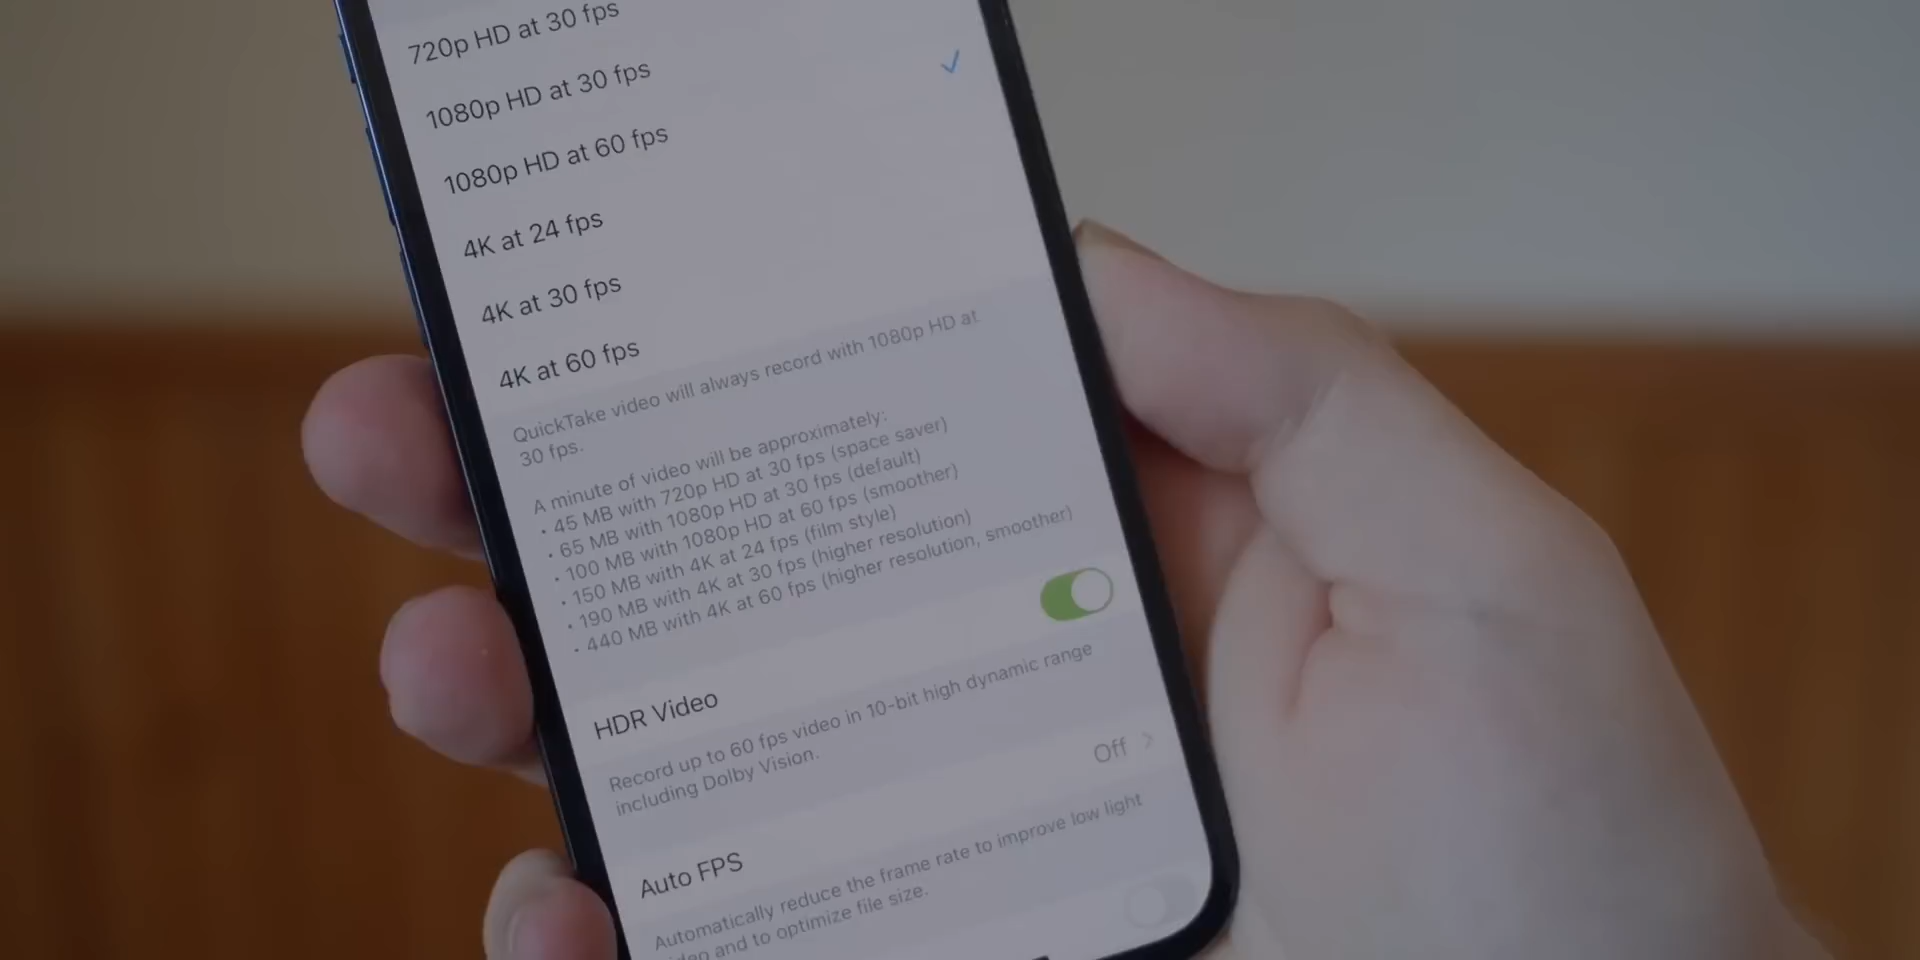 720p HD at 30 fps
1080p HD at 30 fps
1080p HD at 60 fps
4K at 24 fps
4K at 30 fps
4K at 60 fps
QuickTake video will always record with 1080p HD at
30 fps.
A minute of video will be approximately:
• 45 MB with 720p HD at 30 fps (space saver)
• 65 MB with 1080p HD at 30 fps (default)
• 100 MB with 1080p HD at 60 fps (smoother)
• 150 MB with 4K at 24 fps (film style)
• 190 MB with 4K at 30 fps (higher resolution)
• 440 MB with 4K at 60 fps (higher resolution, smoother)
HDR Video
Record up to 60 fps video in 10-bit high dynamic range
including Dolby Vision.
Auto FPS
Off
Automatically reduce the frame rate to improve low light
and to optimize file size.